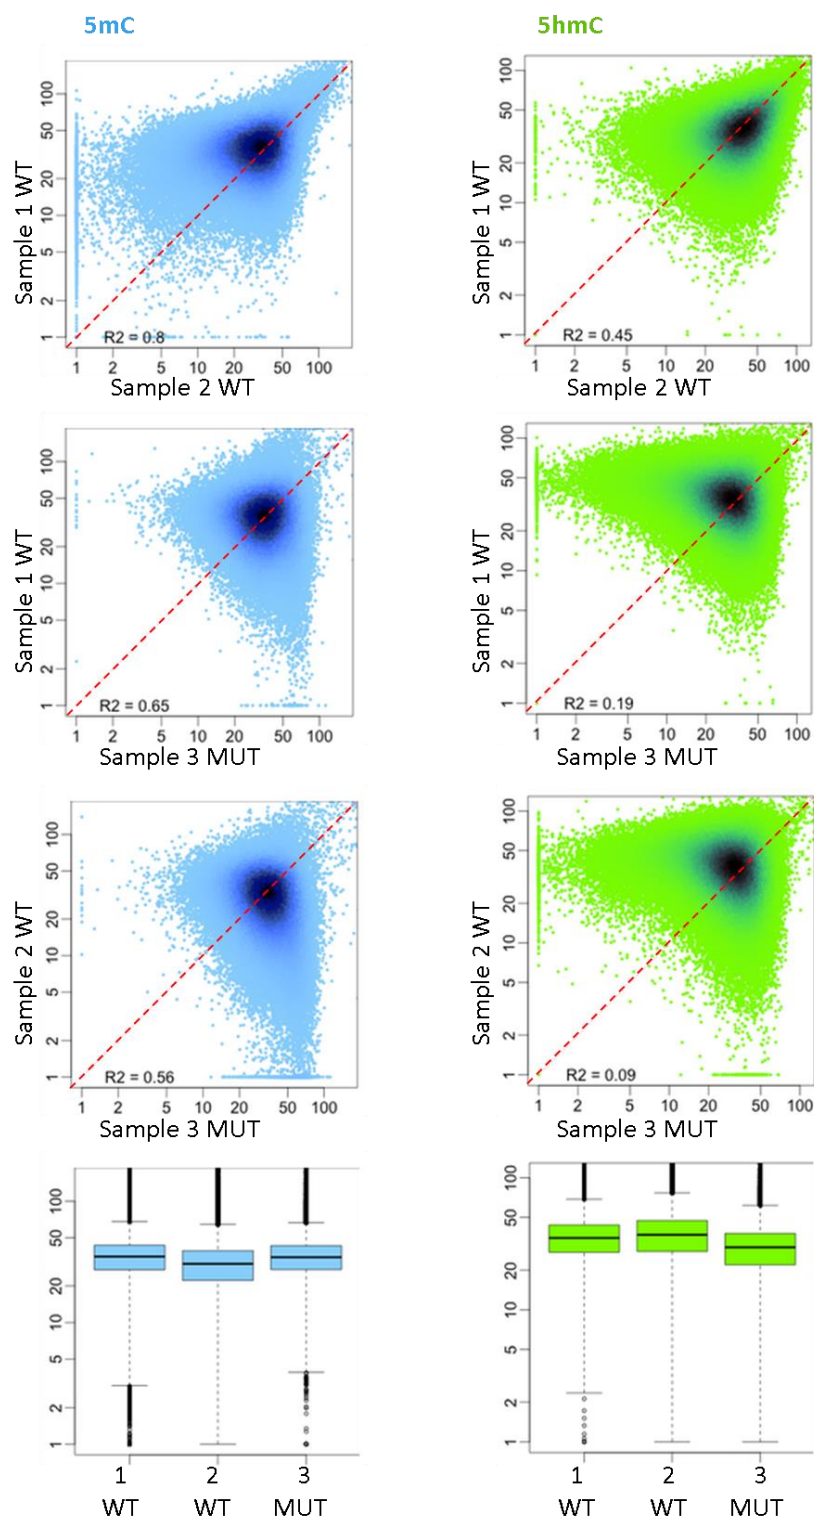 5mC
5hmC
Sample 1 WT
100
50
20
10
5
2
1
R2 = 0.8
1 2 5 10 20 50 100
Sample 2 WT
Sample 1 WT
100
50
20
10
5
2
1
R2 = 0.45
1 2 5 10 20 50 100
Sample 2 WT
Sample 1 WT
100
50
20
10
5
2
1
R2 = 0.65
1 2 5 10 20 50 100
Sample 3 MUT
Sample 1 WT
100
50
20
10
5
2
1
R2 = 0.19
1 2 5 10 20 50 100
Sample 3 MUT
Sample 2 WT
100
50
20
10
5
2
1
R2 = 0.56
1 2 5 10 20 50 100
Sample 3 MUT
Sample 2 WT
100
50
20
10
5
2
1
R2 = 0.09
1 2 5 10 20 50 100
Sample 3 MUT
100
50
20
10
5
2
1
1 2 3
WT WT MUT
100
50
20
10
5
2
1
1 2 3
WT WT MUT